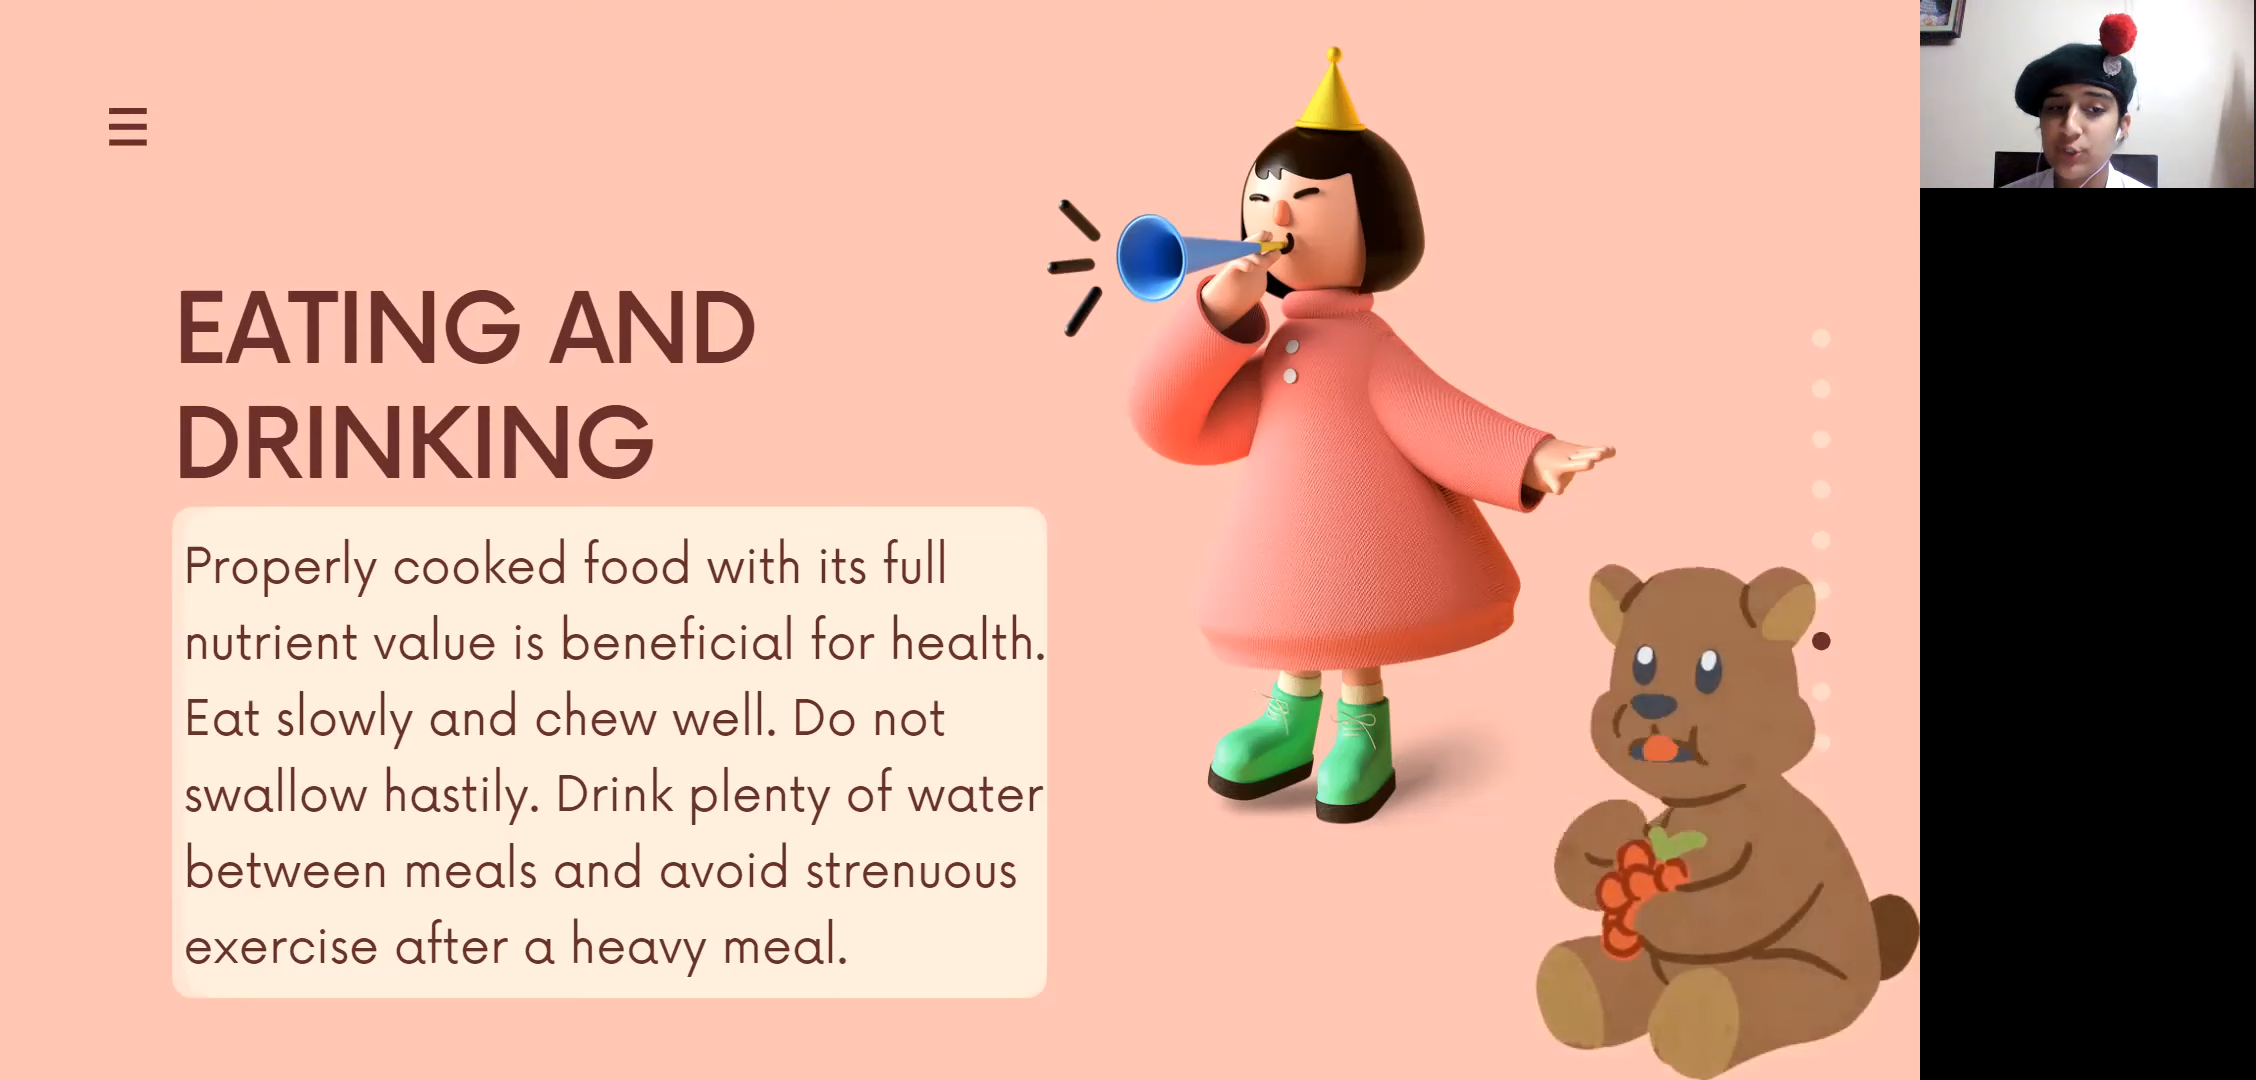 EATING AND
DRINKING
Properly cooked food with its full
nutrient value is beneficial for health.
Eat slowly and chew well. Do not
swallow hastily. Drink plenty of water
between meals and avoid strenuous
exercise after a heavy meal.